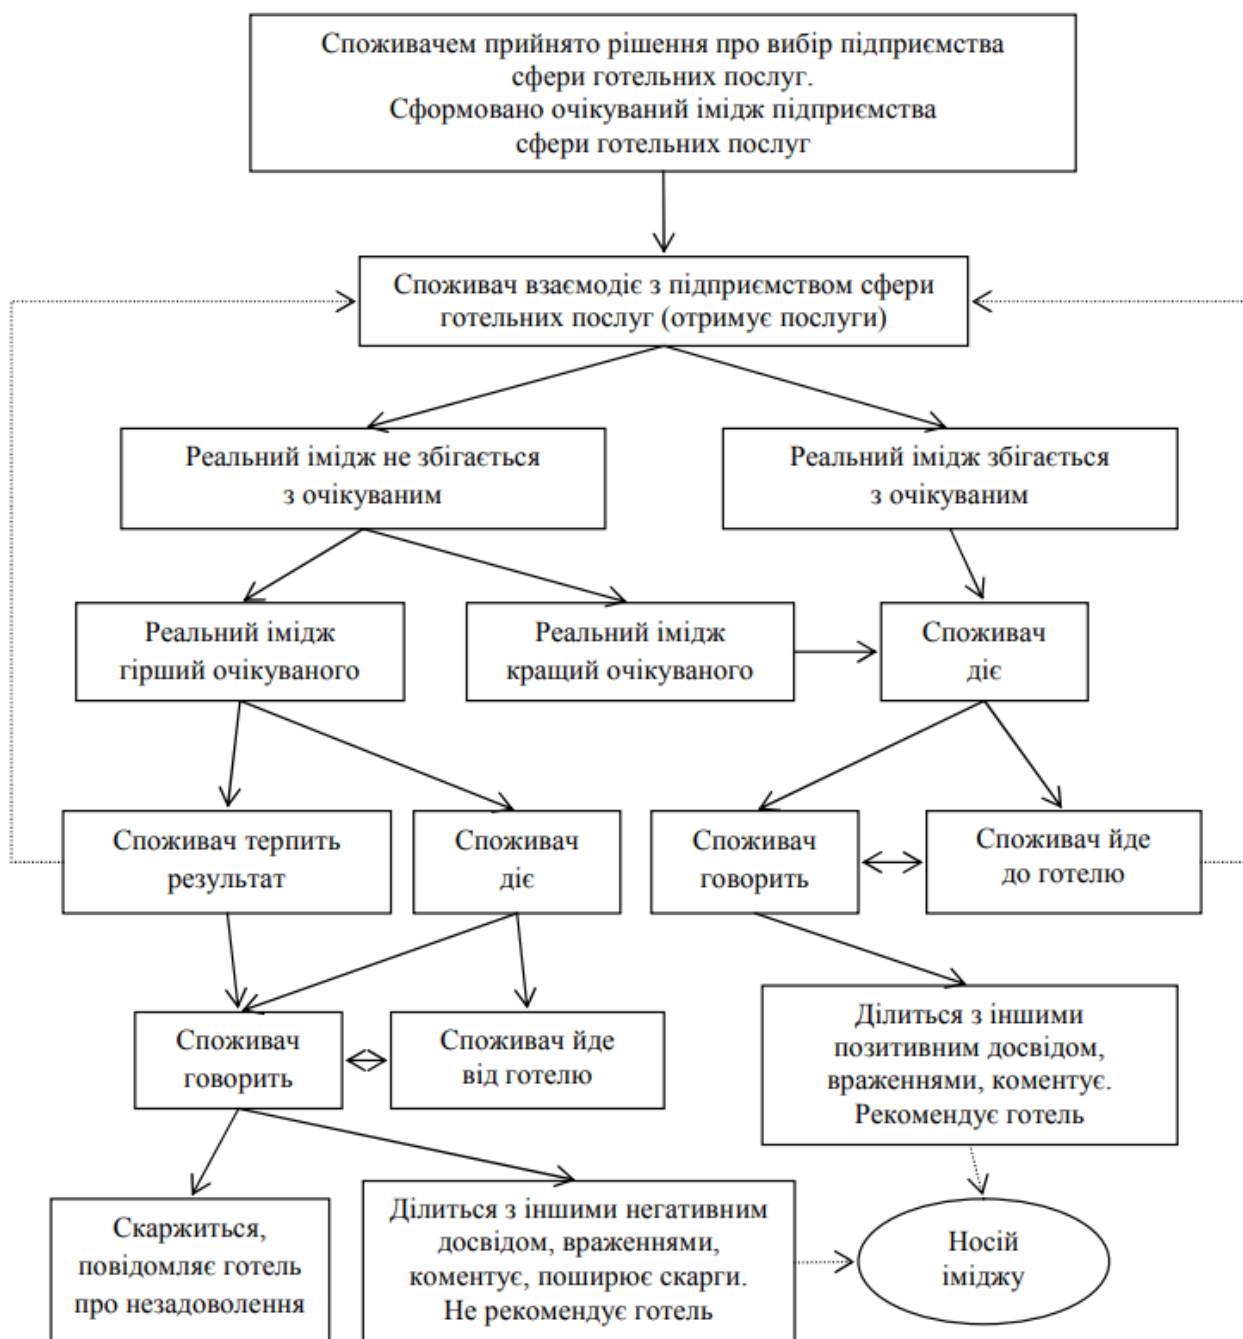 Споживачем прийнято рішення про вибір підприємства
сфери готельних послуг.
Сформовано очікуваний імідж підприємства
сфери готельних послуг
Споживач взаємодіє з підприємством сфери
готельних послуг (отримує послуги)
Реальний імідж не збігається
з очікуваним
Реальний імідж збігається
з очікуваним
Реальний імідж
гірший очікуваного
Реальний імідж
кращий очікуваного
Споживач
діє
Споживач терпить
результат
Споживач
діє
Споживач
говорить
Споживач йде
до готелю
Споживач
говорить
Споживач йде
від готелю
Ділиться з іншими
позитивним досвідом,
враженнями, коментує.
Рекомендує готель
Скаржиться,
повідомляє готель
про незадоволення
Ділиться з іншими негативним
досвідом, враженнями,
коментує, поширює скарги.
Не рекомендує готель
Носій
іміджу